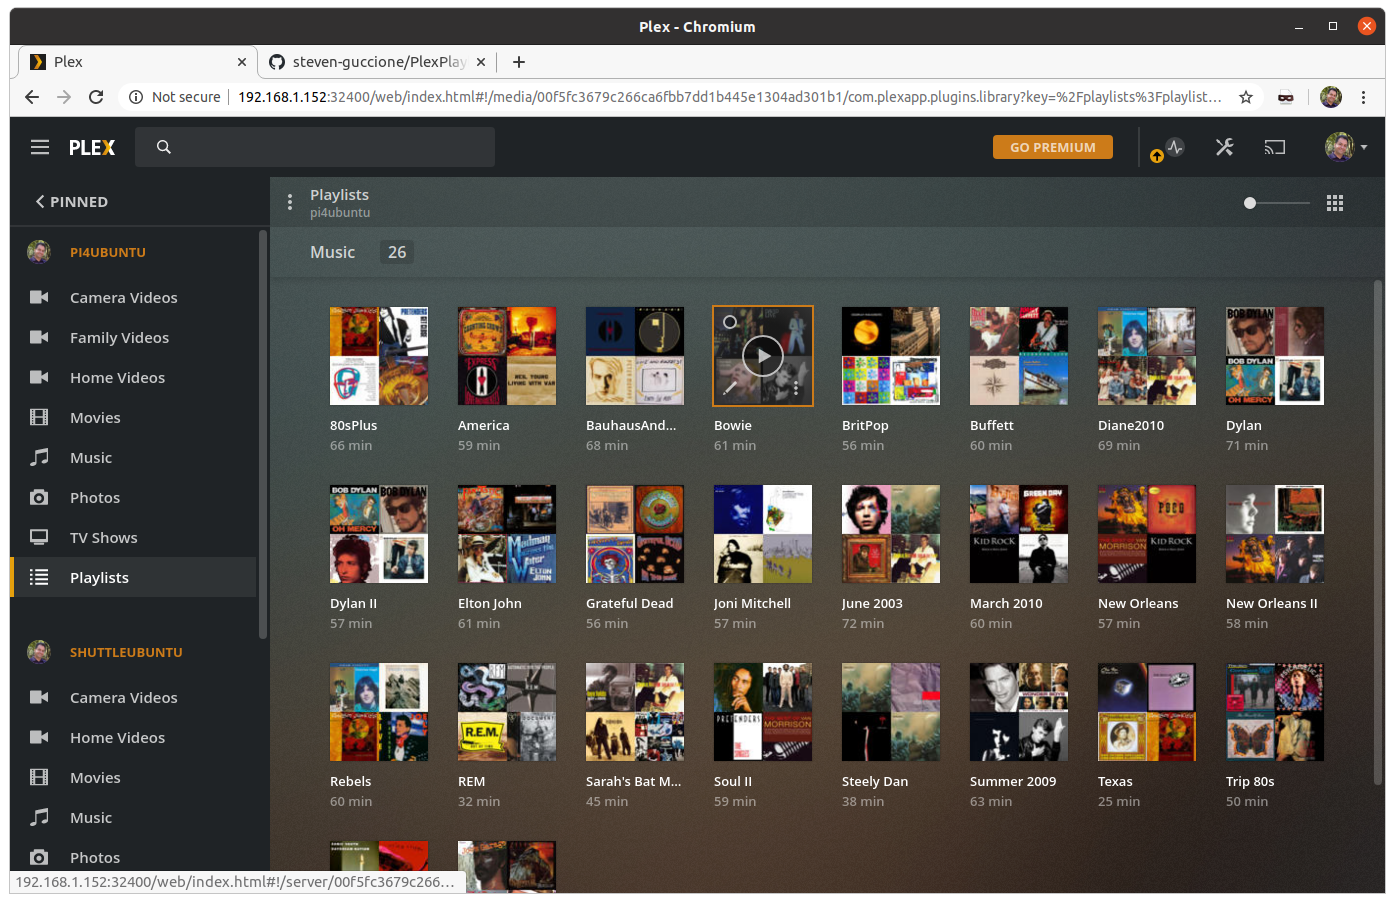 Plex - Chromium
Plex
steven-guccione/PlexPlay
Not secure
192.168.1.152:32400/web/index.html#!/media/00f5fc3679c266ca6fbb7dd1b445e1304ad301b1/com.plexapp.plugins.library?key=%2Fplaylists%3Fplaylist…
PLEX
GO PREMIUM
PINNED
Playlists
pi4ubuntu
Music 26
PI4UBUNTU
Camera Videos
Family Videos
Home Videos
Movies
Music
Photos
TV Shows
Playlists
SHUTTLEUBUNTU
Camera Videos
Home Videos
Movies
Music
Photos
80sPlus
66 min
America
59 min
BauhausAnd…
68 min
Bowie
61 min
BritPop
56 min
Buffett
60 min
Diane2010
69 min
Dylan
71 min
Dylan II
57 min
Elton John
61 min
Grateful Dead
56 min
Joni Mitchell
57 min
June 2003
72 min
March 2010
60 min
New Orleans
57 min
New Orleans II
58 min
Rebels
60 min
REM
32 min
Sarah's Bat M…
45 min
Soul II
59 min
Steely Dan
38 min
Summer 2009
63 min
Texas
25 min
Trip 80s
50 min
192.168.1.152:32400/web/index.html#!/server/00f5fc3679c266…